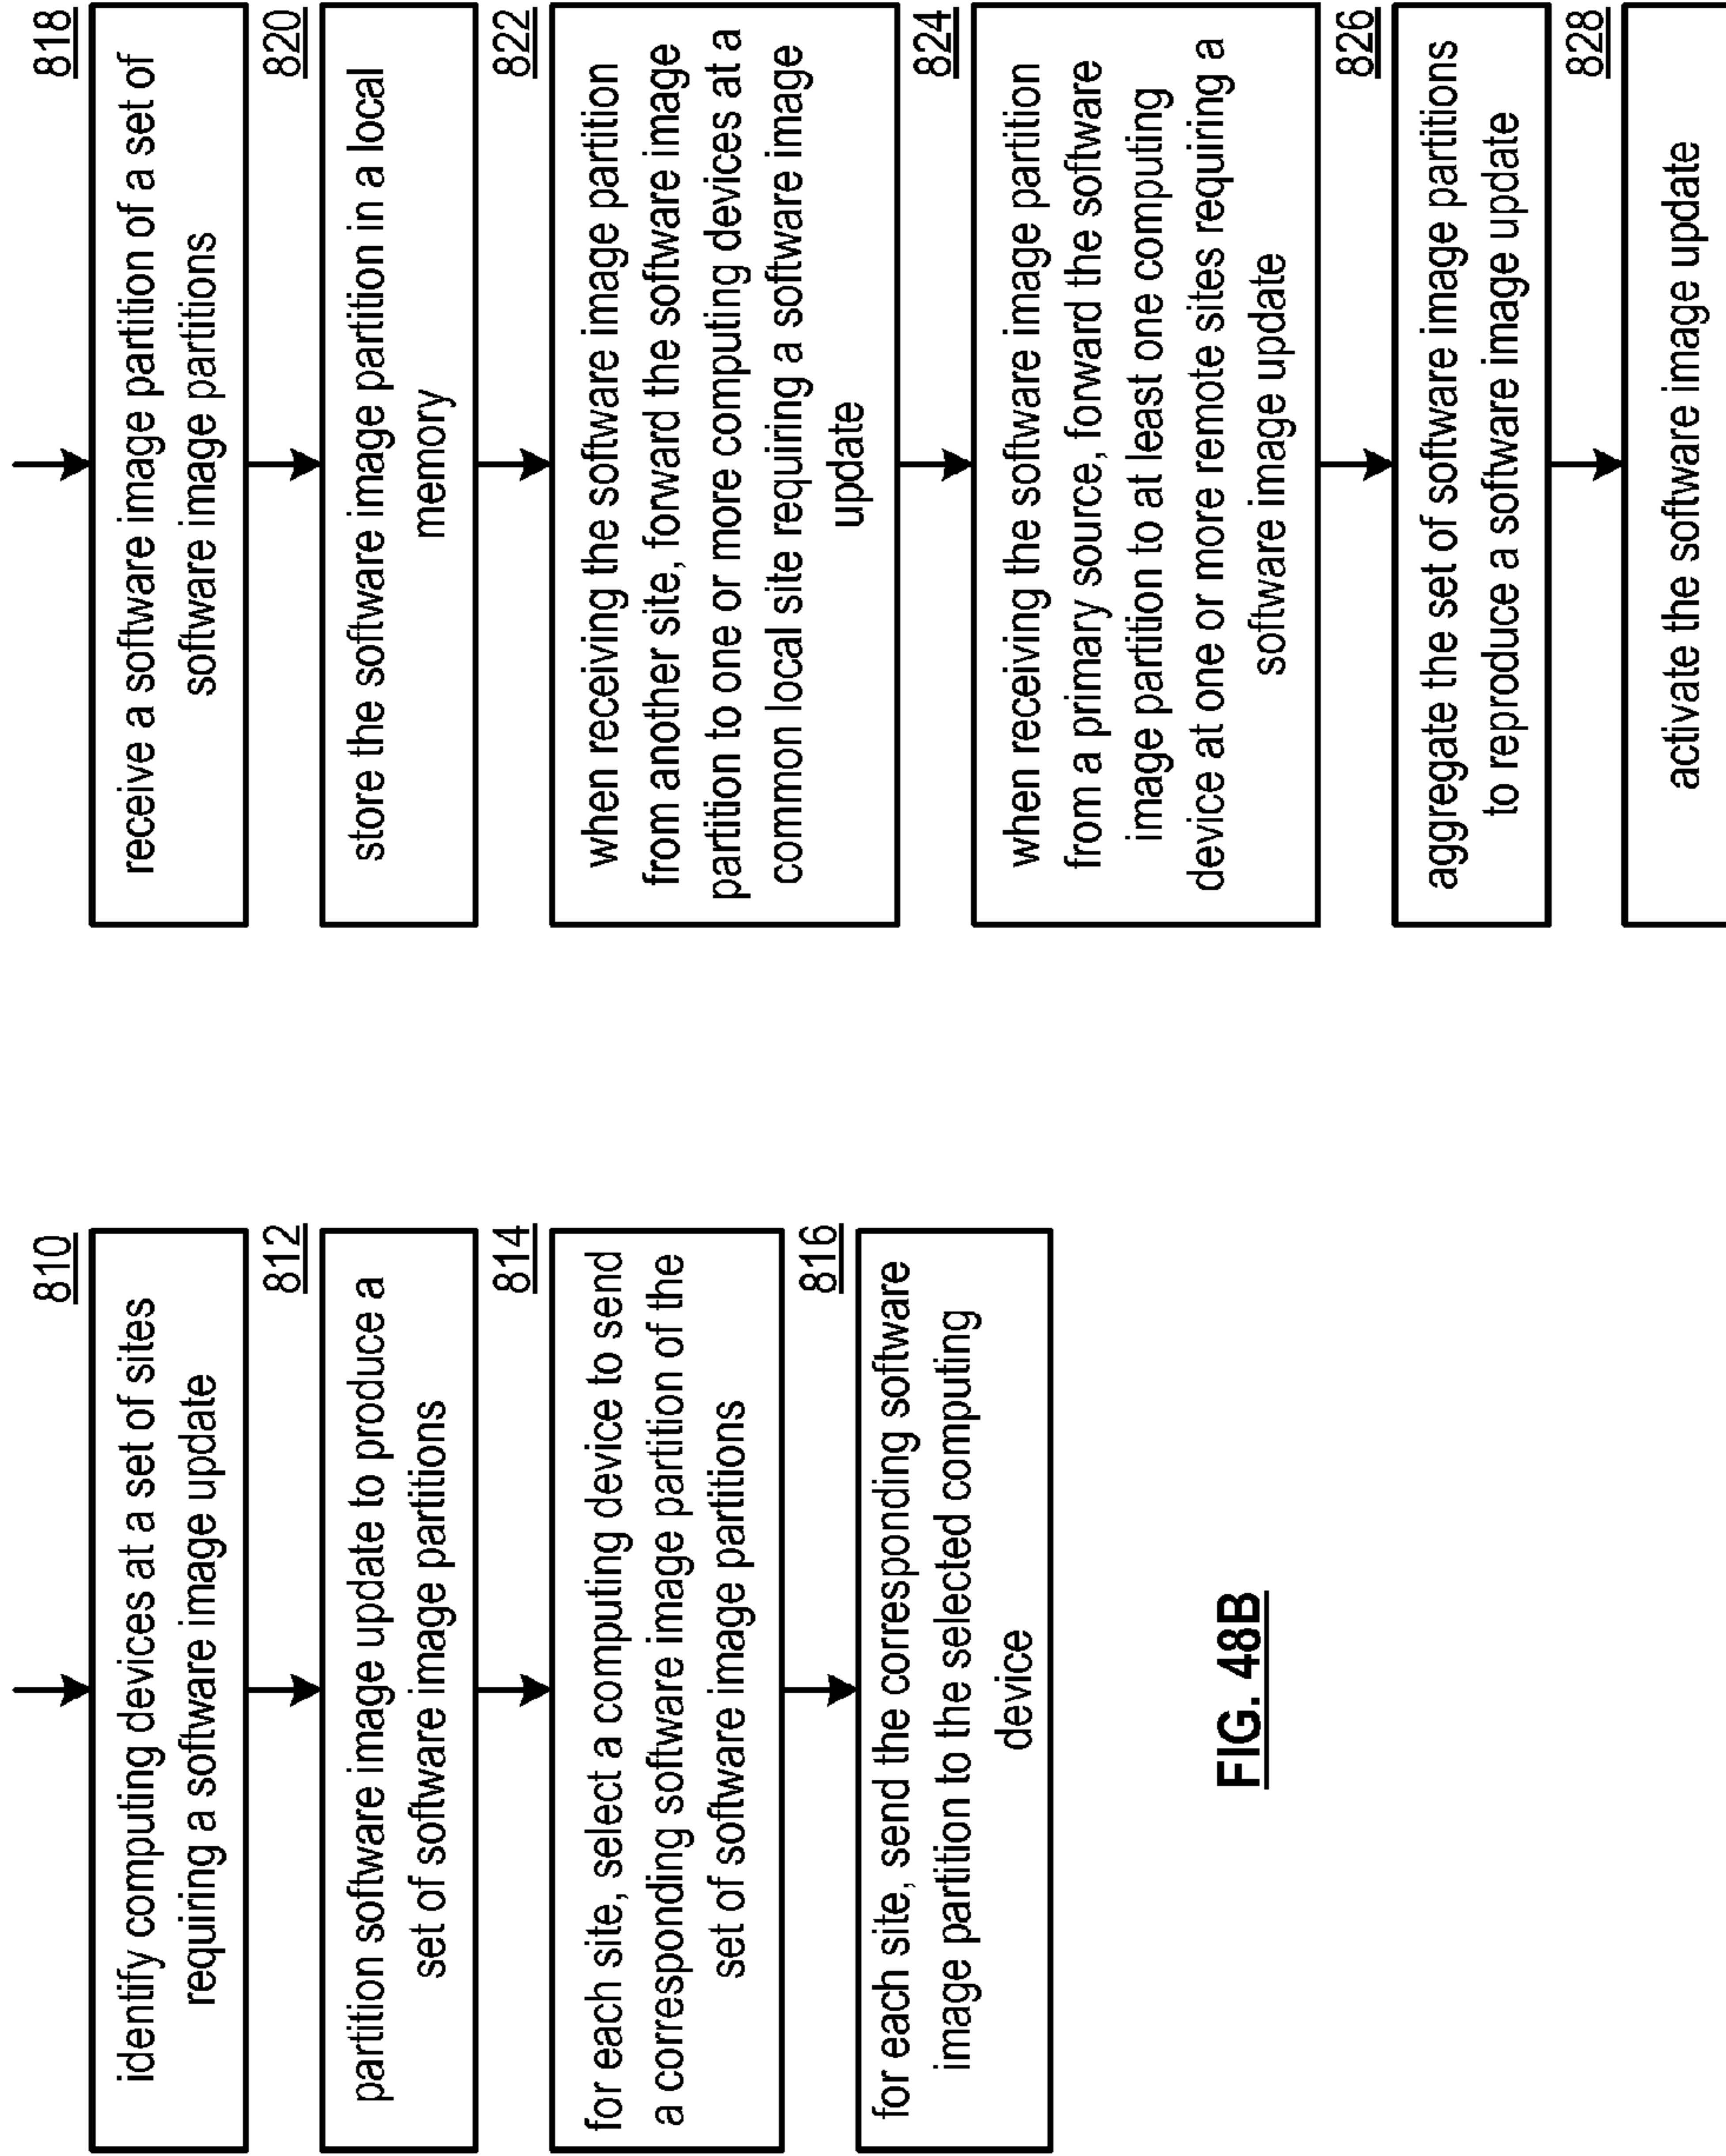 810
identify computing devices at a set of sites
requiring a software image update
812
partition software image update to produce a
set of software image partitions
814
for each site, select a computing device to send
a corresponding software image partition of the
set of software image partitions
816
for each site, send the corresponding software
image partition to the selected computing
device
FIG. 48B
818
receive a software image partition of a set of
software image partitions
820
store the software image partition in a local
memory
822
when receiving the software image partition
from another site, forward the software image
partition to one or more computing devices at a
common local site requiring a software image
update
824
when receiving the software image partition
from a primary source, forward the software
image partition to at least one computing
device at one or more remote sites requiring a
software image update
826
aggregate the set of software image partitions
to reproduce a software image update
828
activate the software image update